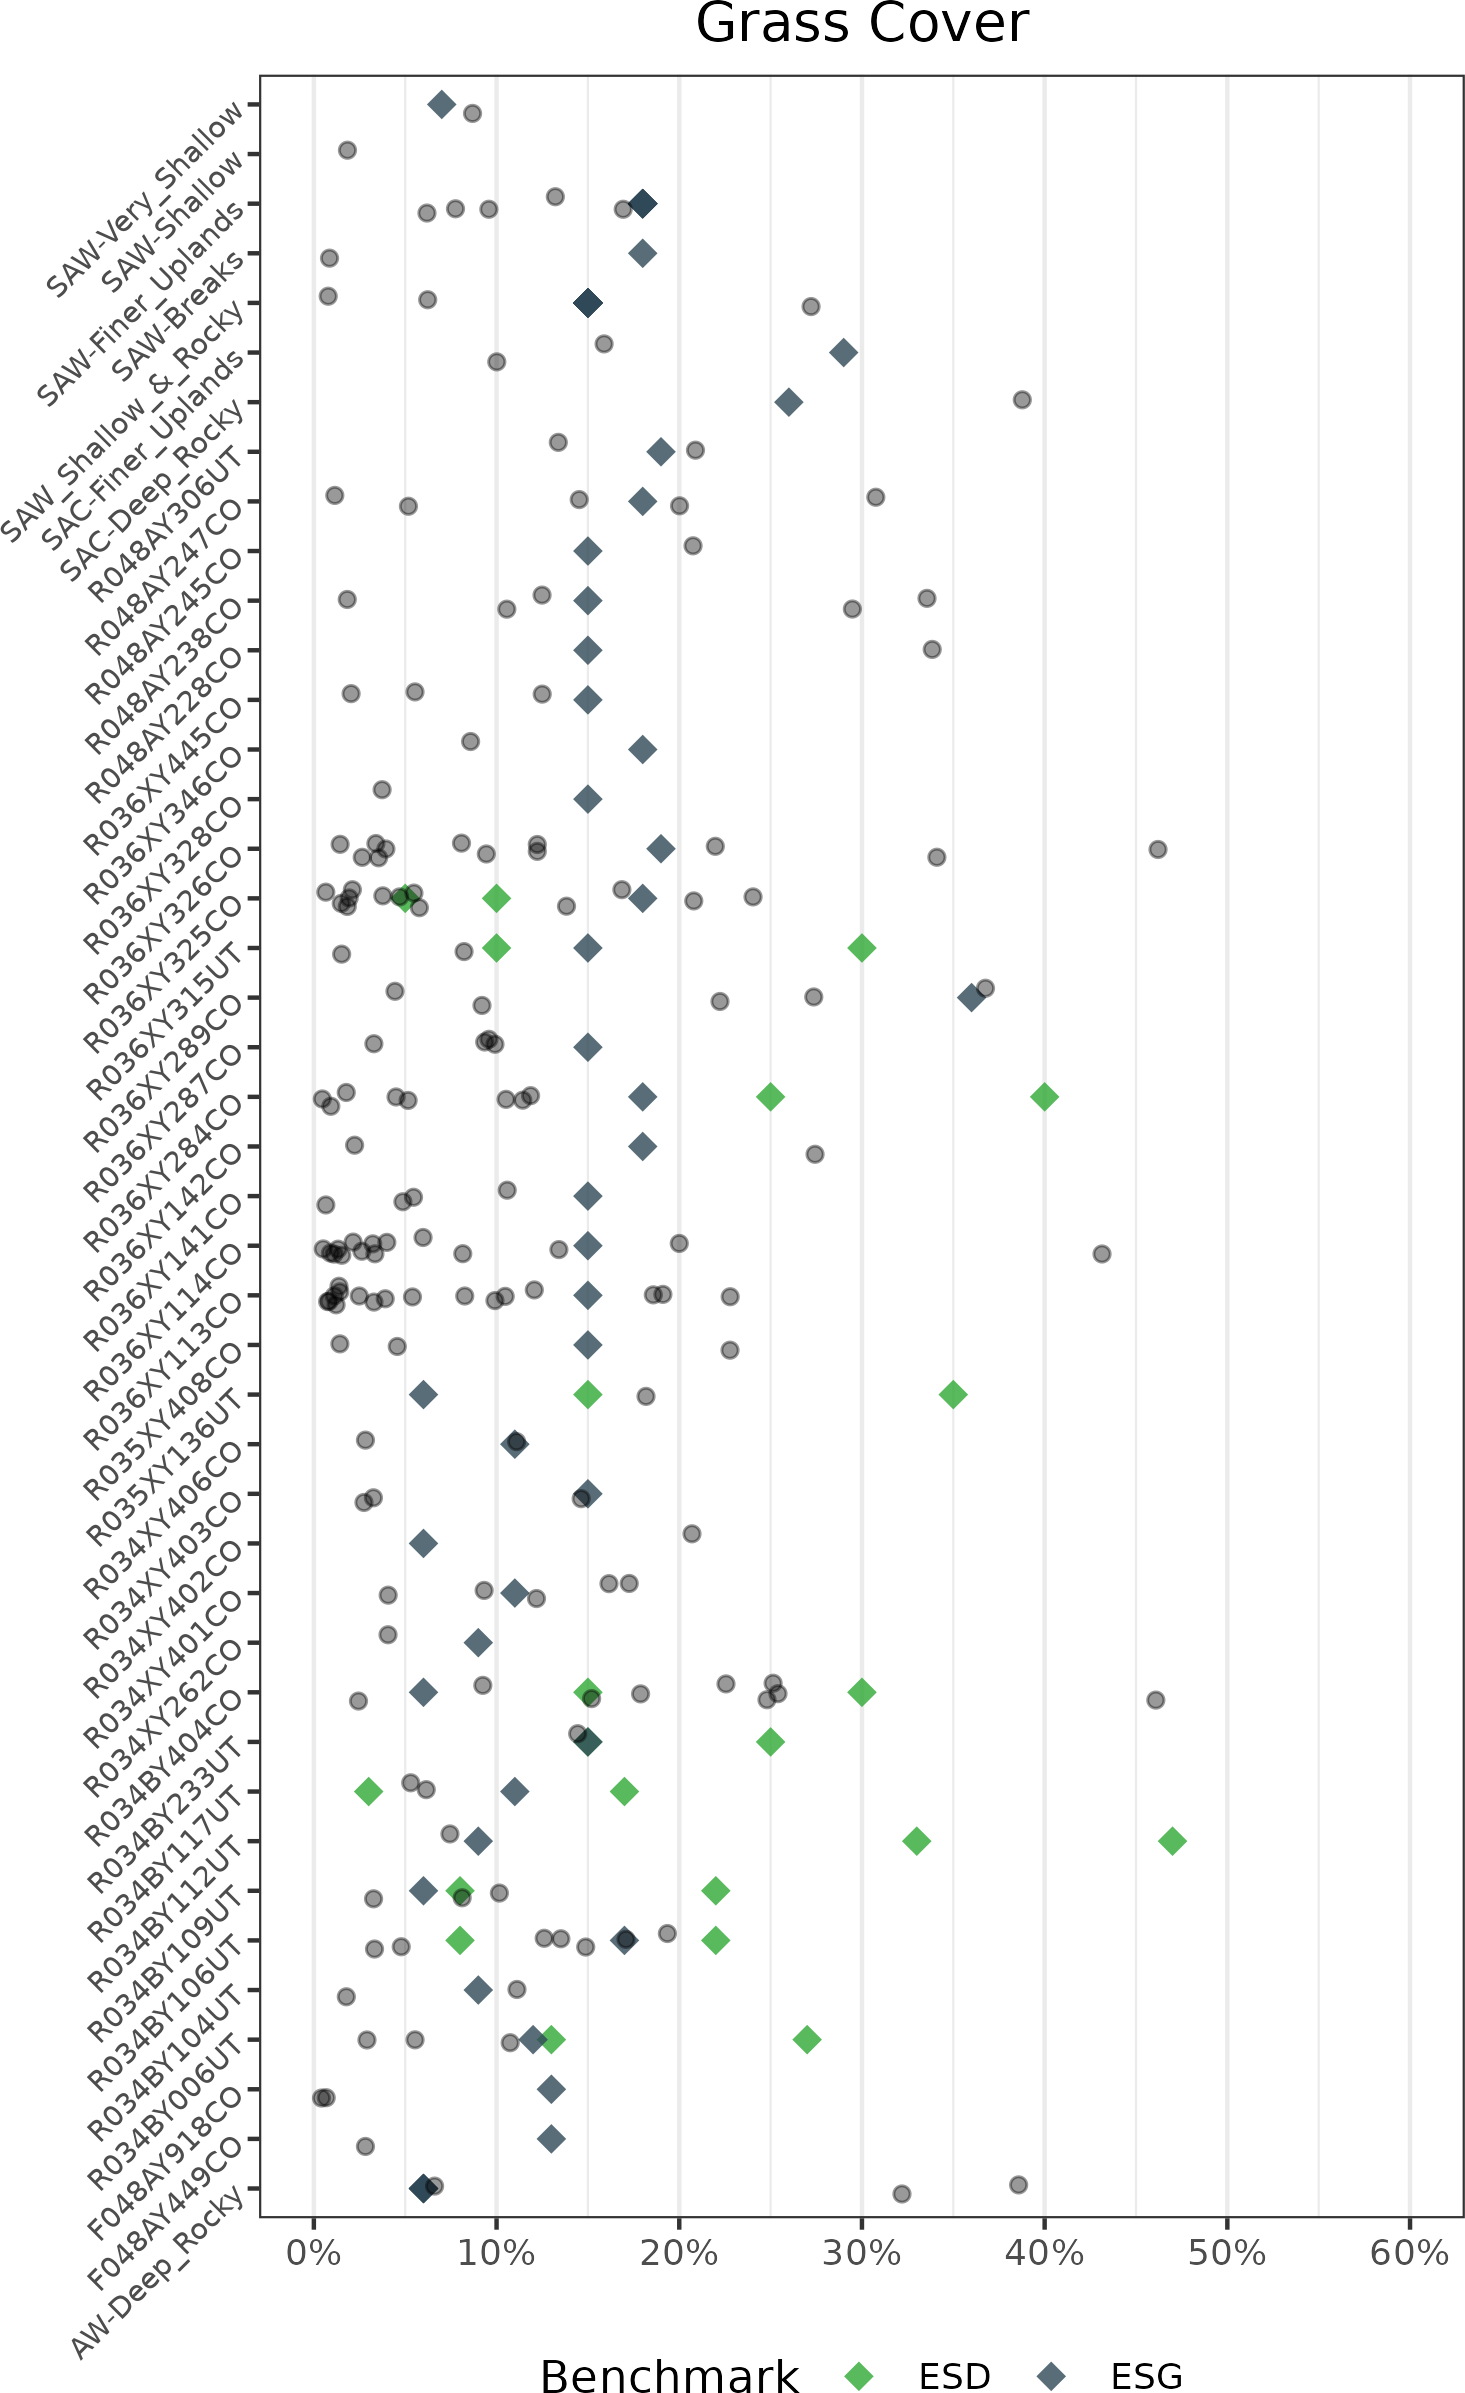 Grass Cover
SAW-Very_Shallow
SAW-Shallow
SAW-Finer_Uplands
SAW-Breaks
SAW_Shallow_&_Rocky
SAC-Finer_Uplands
SAC-Deep_Rocky
R048AY306UT
R048AY247CO
R048AY245CO
R048AY238CO
R048AY228CO
R036XY445CO
R036XY346CO
R036XY328CO
R036XY326CO
R036XY325CO
R036XY315UT
R036XY289CO
R036XY287CO
R036XY284CO
R036XY142CO
R036XY141CO
R036XY114CO
R036XY113CO
R035XY408CO
R035XY136UT
R034XY406CO
R034XY403CO
R034XY402CO
R034XY401CO
R034XY262CO
R034BY404CO
R034BY233UT
R034BY117UT
R034BY112UT
R034BY109UT
R034BY106UT
R034BY104UT
R034BY006UT
F048AY918CO
F048AY449CO
AW-Deep_Rocky
0% 10% 20% 30% 40% 50% 60%
Benchmark ESD ESG